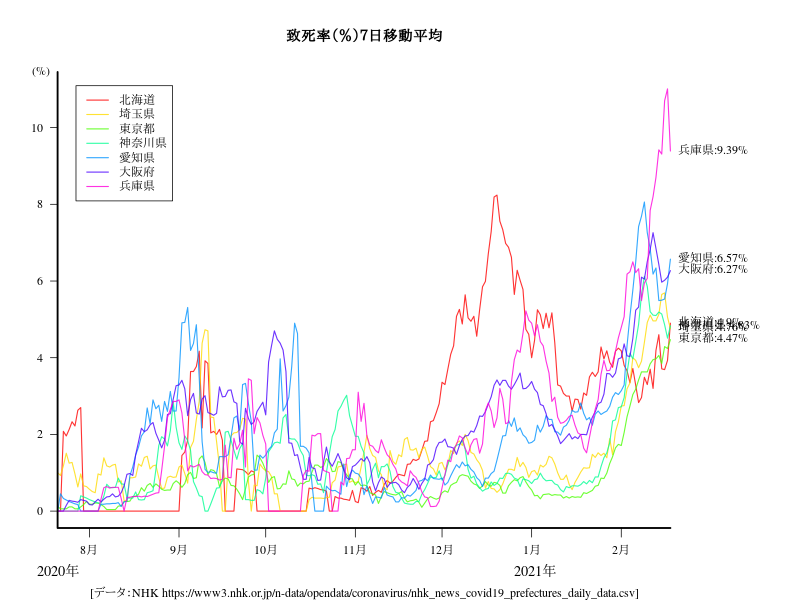 致死率(%)7日移動平均
(%)
北海道
埼玉県
東京都
神奈川県
愛知県
大阪府
兵庫県
10
8
6
4
2
0
兵庫県:9.39%
愛知県:6.57%
大阪府:6.27%
北海道:4.9%
東京都:4.47%
8月 9月 10月 11月 12月 1月 2月
2020年 2021年
[データ:NHK https://www3.nhk.or.jp/n-data/opendata/coronavirus/nhk_news_covid19_prefectures_daily_data.csv]